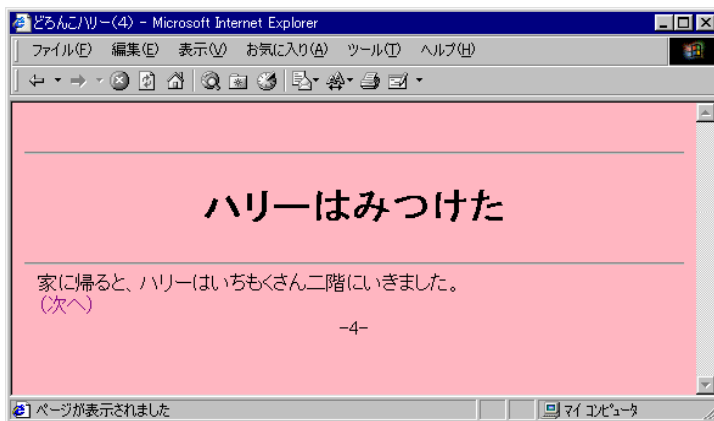 どろんこハリー(4) - Microsoft Internet Explorer
ファイル(F) 編集(E) 表示(V) お気に入り(A) ツール(T) ヘルプ(H)
ハリーはみつけた
家に帰ると、ハリーはいちもくさん二階にいきました。
(次へ)
-4-
ページが表示されました マイ コンピュータ